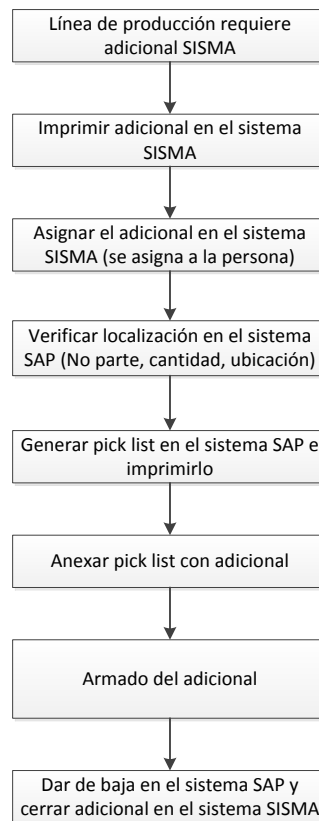 Línea de producción requiere
adicional SISMA
Imprimir adicional en el sistema
SISMA
Asignar el adicional en el sistema
SISMA (se asigna a la persona)
Verificar localización en el sistema
SAP (No parte, cantidad, ubicación)
Generar pick list en el sistema SAP e
imprimirlo
Anexar pick list con adicional
Armado del adicional
Dar de baja en el sistema SAP y
cerrar adicional en el sistema SISMA